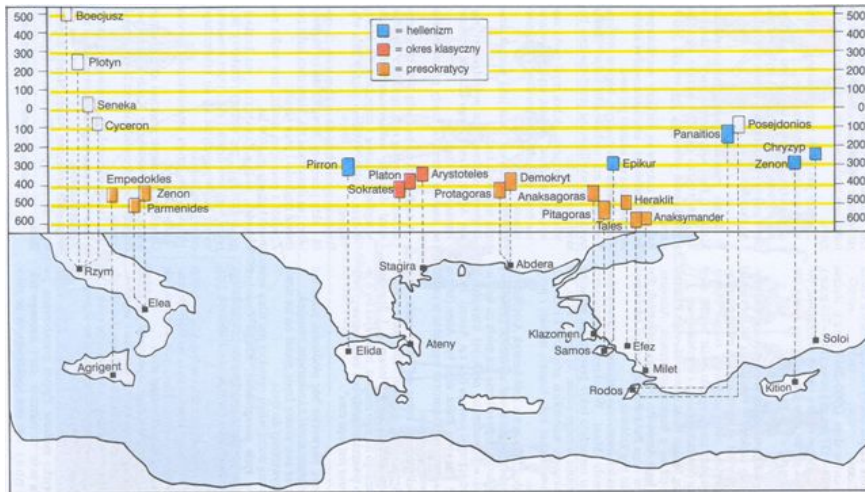 500
400
300
200
100
0
100
200
300
400
500
600
Boecjusz
Plotyn
Seneka
Cyceron
Empedokles
Zenon
Parmenides
= hellenizm
= okres klasyczny
= presokratycy
Pirron
Platon
Arystoteles
Sokrates
Protagoras
Demokryt
Anaksagoras
Pitagoras
Tales
Epikur
Heraklit
Anaksymander
Panaitios
Posejdonios
Chryzyp
Zenon
500
400
300
200
100
0
100
200
300
400
500
600
Rzym
Elea
Agrigent
Stagira
Abdera
Elida
Ateny
Klazomen
Samos
Efez
Milet
Rodos
Kition
Soloi